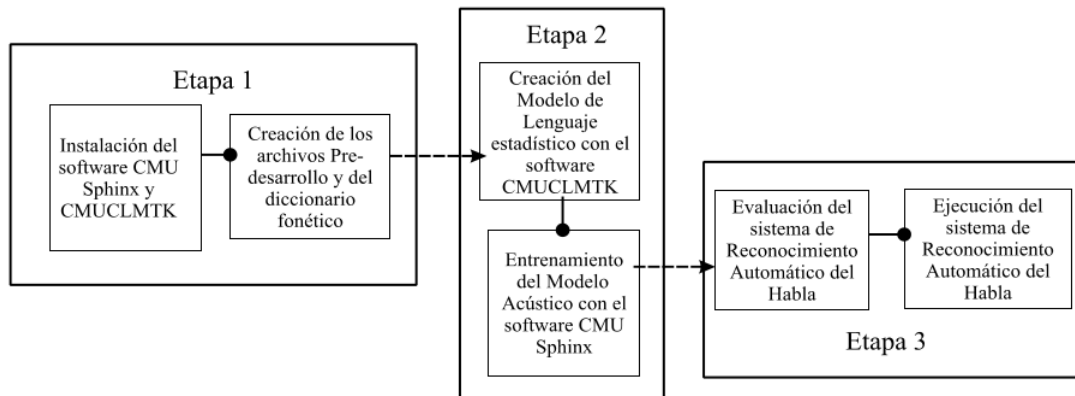 Etapa 1
Instalación del
software CMU
Sphinx y
CMUCLMTK
Creación de los
archivos Pre-
desarrollo y del
diccionario
fonético
Etapa 2
Creación del
Modelo de
Lenguaje
estadístico con el
software
CMUCLMTK
Entrenamiento
del Modelo
Acústico con el
software CMU
Sphinx
Evaluación del
sistema de
Reconocimiento
Automático del
Habla
Ejecución del
sistema de
Reconocimiento
Automático del
Habla
Etapa 3